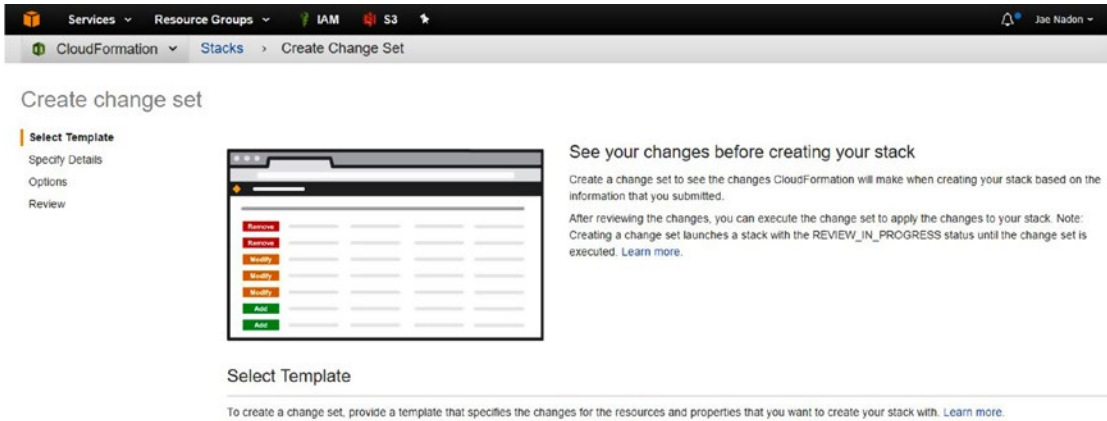 Services Resource Groups IAM S3 Jae Nadon
CloudFormation Stacks > Create Change Set
Create change set
Select Template
Specify Details
Options
Review
Remove
Remove
Modify
Modify
Modify
Add
Add
See your changes before creating your stack
Create a change set to see the changes CloudFormation will make when creating your stack based on the
information that you submitted.
After reviewing the changes, you can execute the change set to apply the changes to your stack. Note:
Creating a change set launches a stack with the REVIEW_IN_PROGRESS status until the change set is
executed. Learn more.
Select Template
To create a change set, provide a template that specifies the changes for the resources and properties that you want to create your stack with. Learn more.